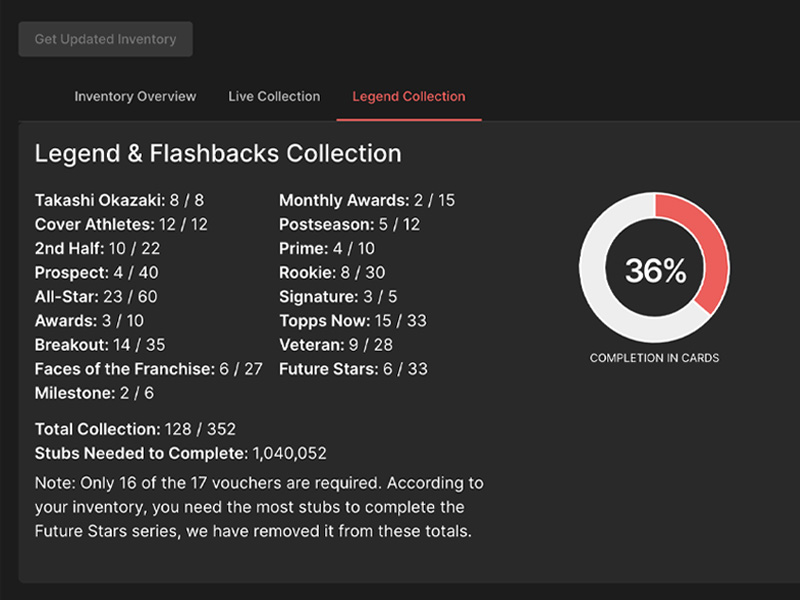 Get Updated Inventory
Inventory Overview
Live Collection
Legend Collection
Legend & Flashbacks Collection
Takashi Okazaki: 8 / 8
Cover Athletes: 12 / 12
2nd Half: 10 / 22
Prospect: 4 / 40
All-Star: 23 / 60
Awards: 3 / 10
Breakout: 14 / 35
Faces of the Franchise: 6 / 27
Milestone: 2 / 6
Monthly Awards: 2 / 15
Postseason: 5 / 12
Prime: 4 / 10
Rookie: 8 / 30
Signature: 3 / 5
Topps Now: 15 / 33
Veteran: 9 / 28
Future Stars: 6 / 33
Total Collection: 128 / 352
Stubs Needed to Complete: 1,040,052
Note: Only 16 of the 17 vouchers are required. According to
your inventory, you need the most stubs to complete the
Future Stars series, we have removed it from these totals.
36%
COMPLETION IN CARDS